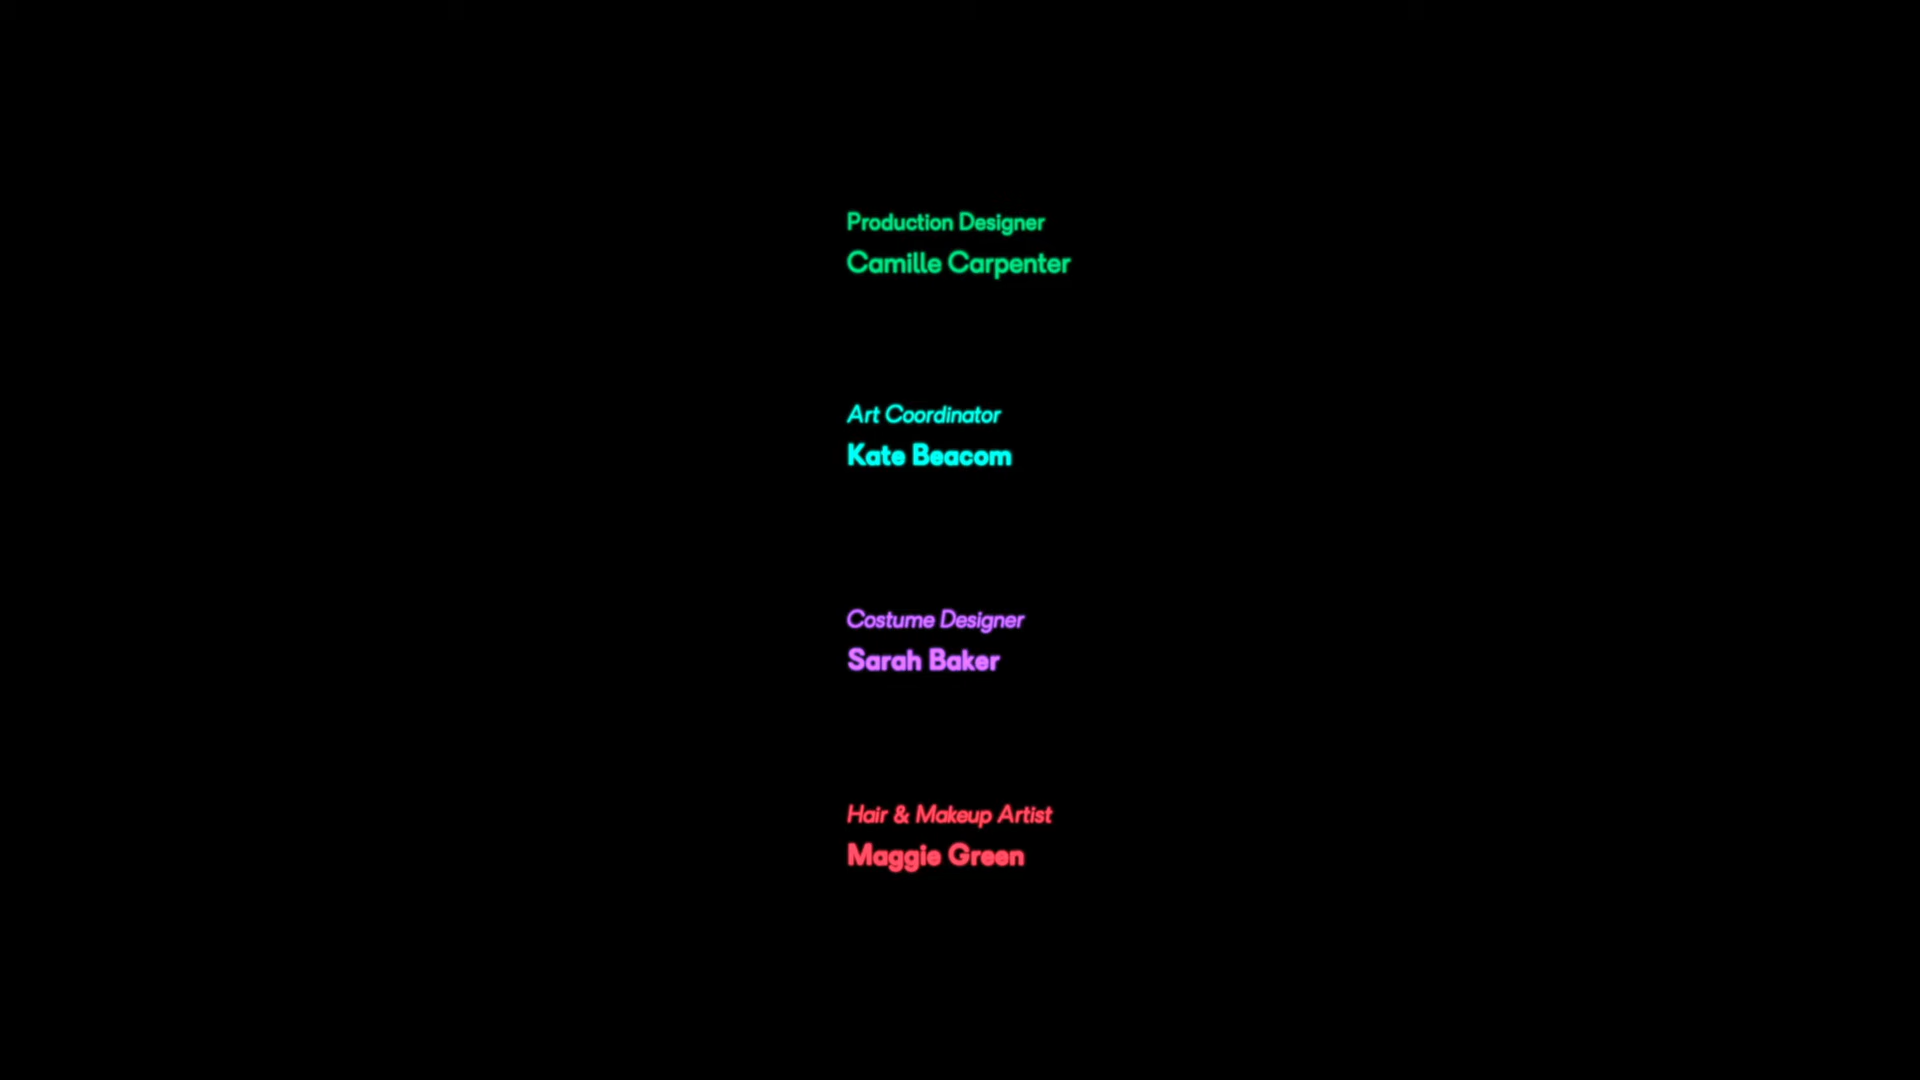 Production Designer
Camille Carpenter
Art Coordinator
Kate Beacom
Costume Designer
Sarah Baker
Hair & Makeup Artist
Maggie Green